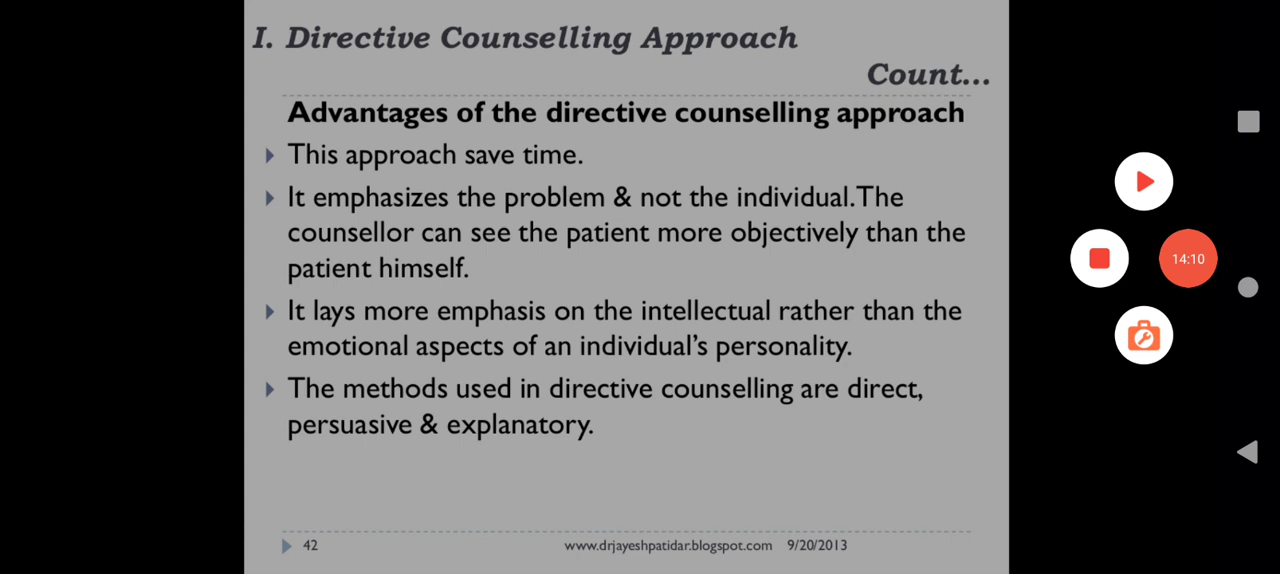 I. Directive Counselling Approach
Count...
Advantages of the directive counselling approach
This approach save time.
It emphasizes the problem & not the individual.The
counsellor can see the patient more objectively than the
patient himself.
It lays more emphasis on the intellectual rather than the
emotional aspects of an individual's personality.
The methods used in directive counselling are direct,
persuasive & explanatory.
42 www.drjayeshpatidar.blogspot.com 9/20/2013
14:10